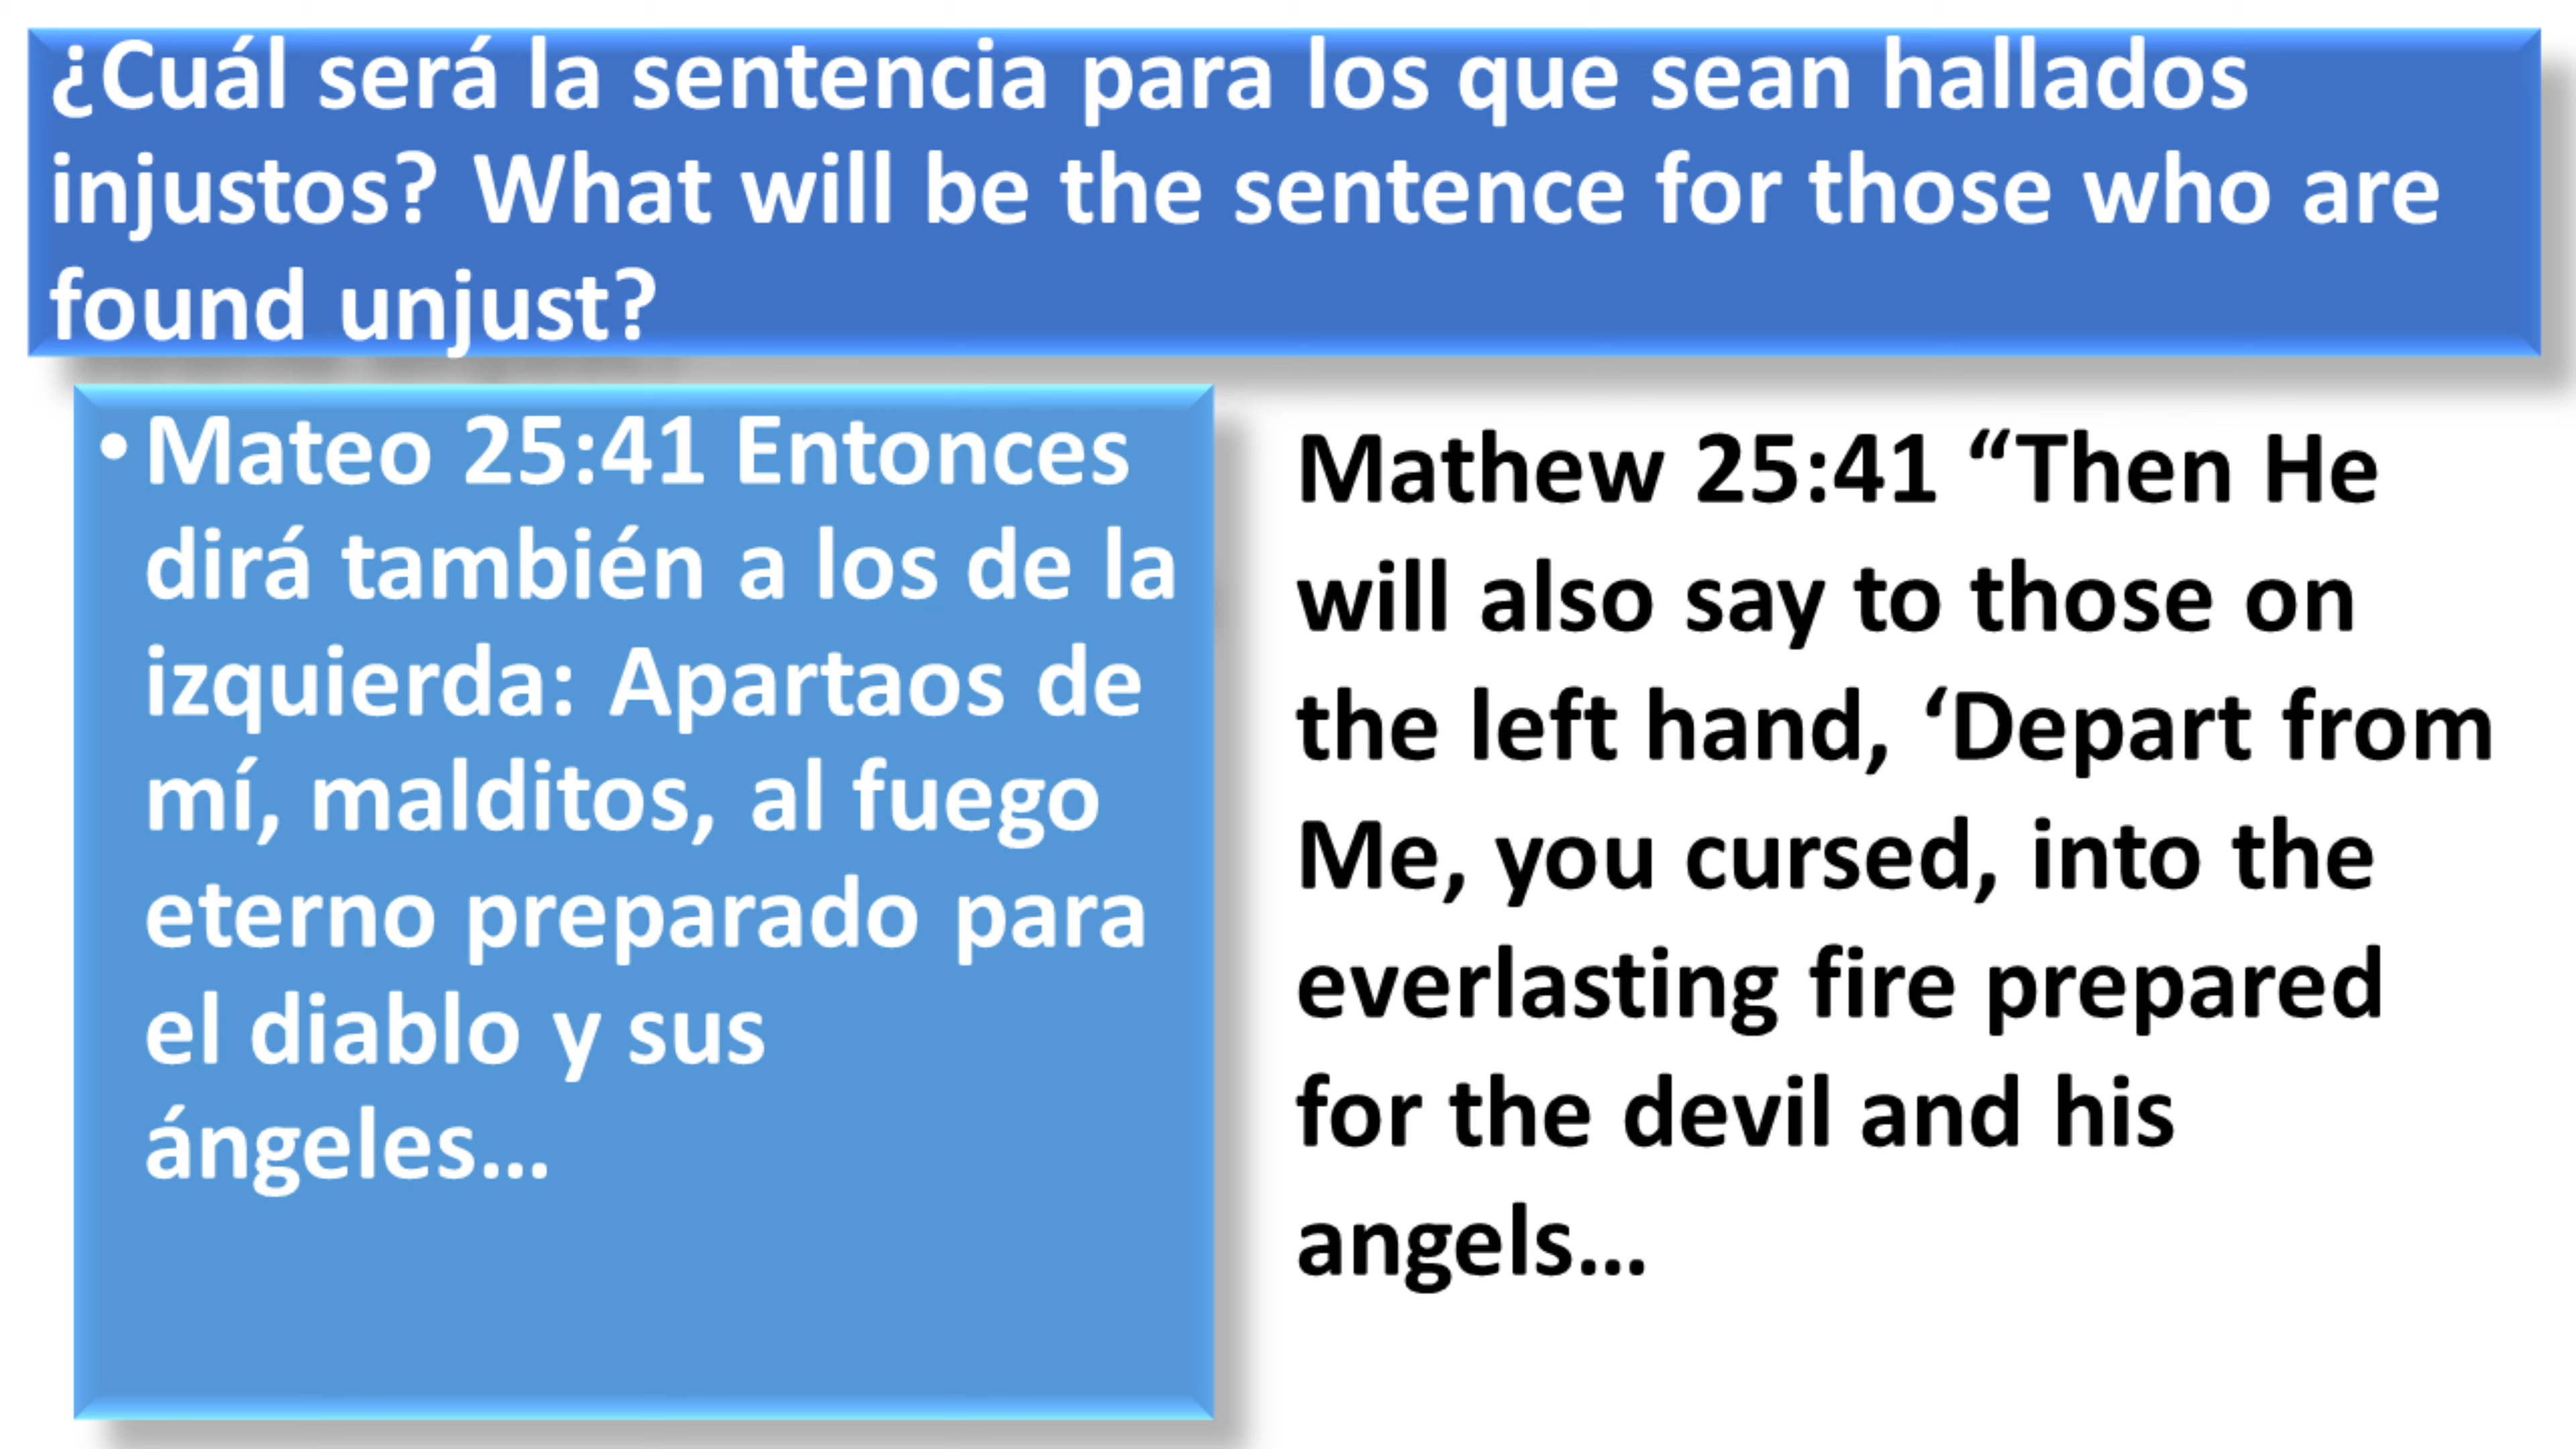 ¿Cuál será la sentencia para los que sean hallados
injustos? What will be the sentence for those who are
found unjust?
• Mateo 25:41 Entonces
dirá también a los de la
izquierda: Apartaos de
mí, malditos, al fuego
eterno preparado para
el diablo y sus
ángeles...
Mathew 25:41 “Then He
will also say to those on
the left hand, ‘Depart from
Me, you cursed, into the
everlasting fire prepared
for the devil and his
angels...